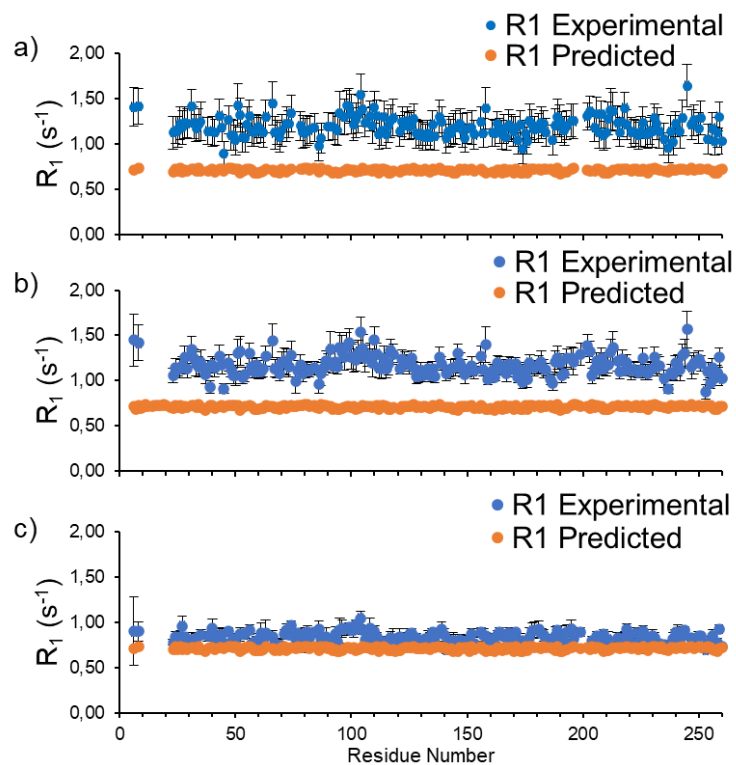 a)
R1 Experimental
R1 Predicted
2,00
1,50
1,00
0,50
0,00
R₁ (s⁻¹)
b)
R1 Experimental
R1 Predicted
2,00
1,50
1,00
0,50
0,00
R₁ (s⁻¹)
c)
R1 Experimental
R1 Predicted
2,00
1,50
1,00
0,50
0,00
R₁ (s⁻¹)
0 50 100 150 200 250
Residue Number